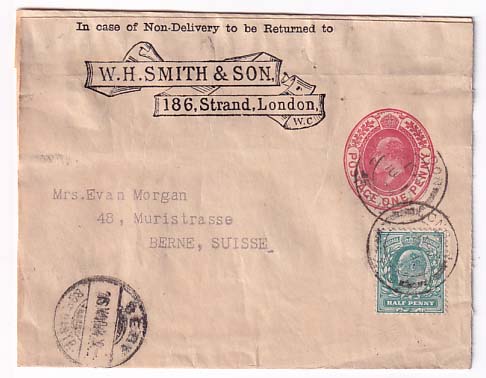 In case of Non-Delivery to be Returned to
W.H. SMITH & SON.
186, Strand, London.
W.C
POSTAGE ONE PENNY
Mrs.Evan Morgan
48, Muristrasse
BERNE, SUISSE
HALF PENNY
BERN